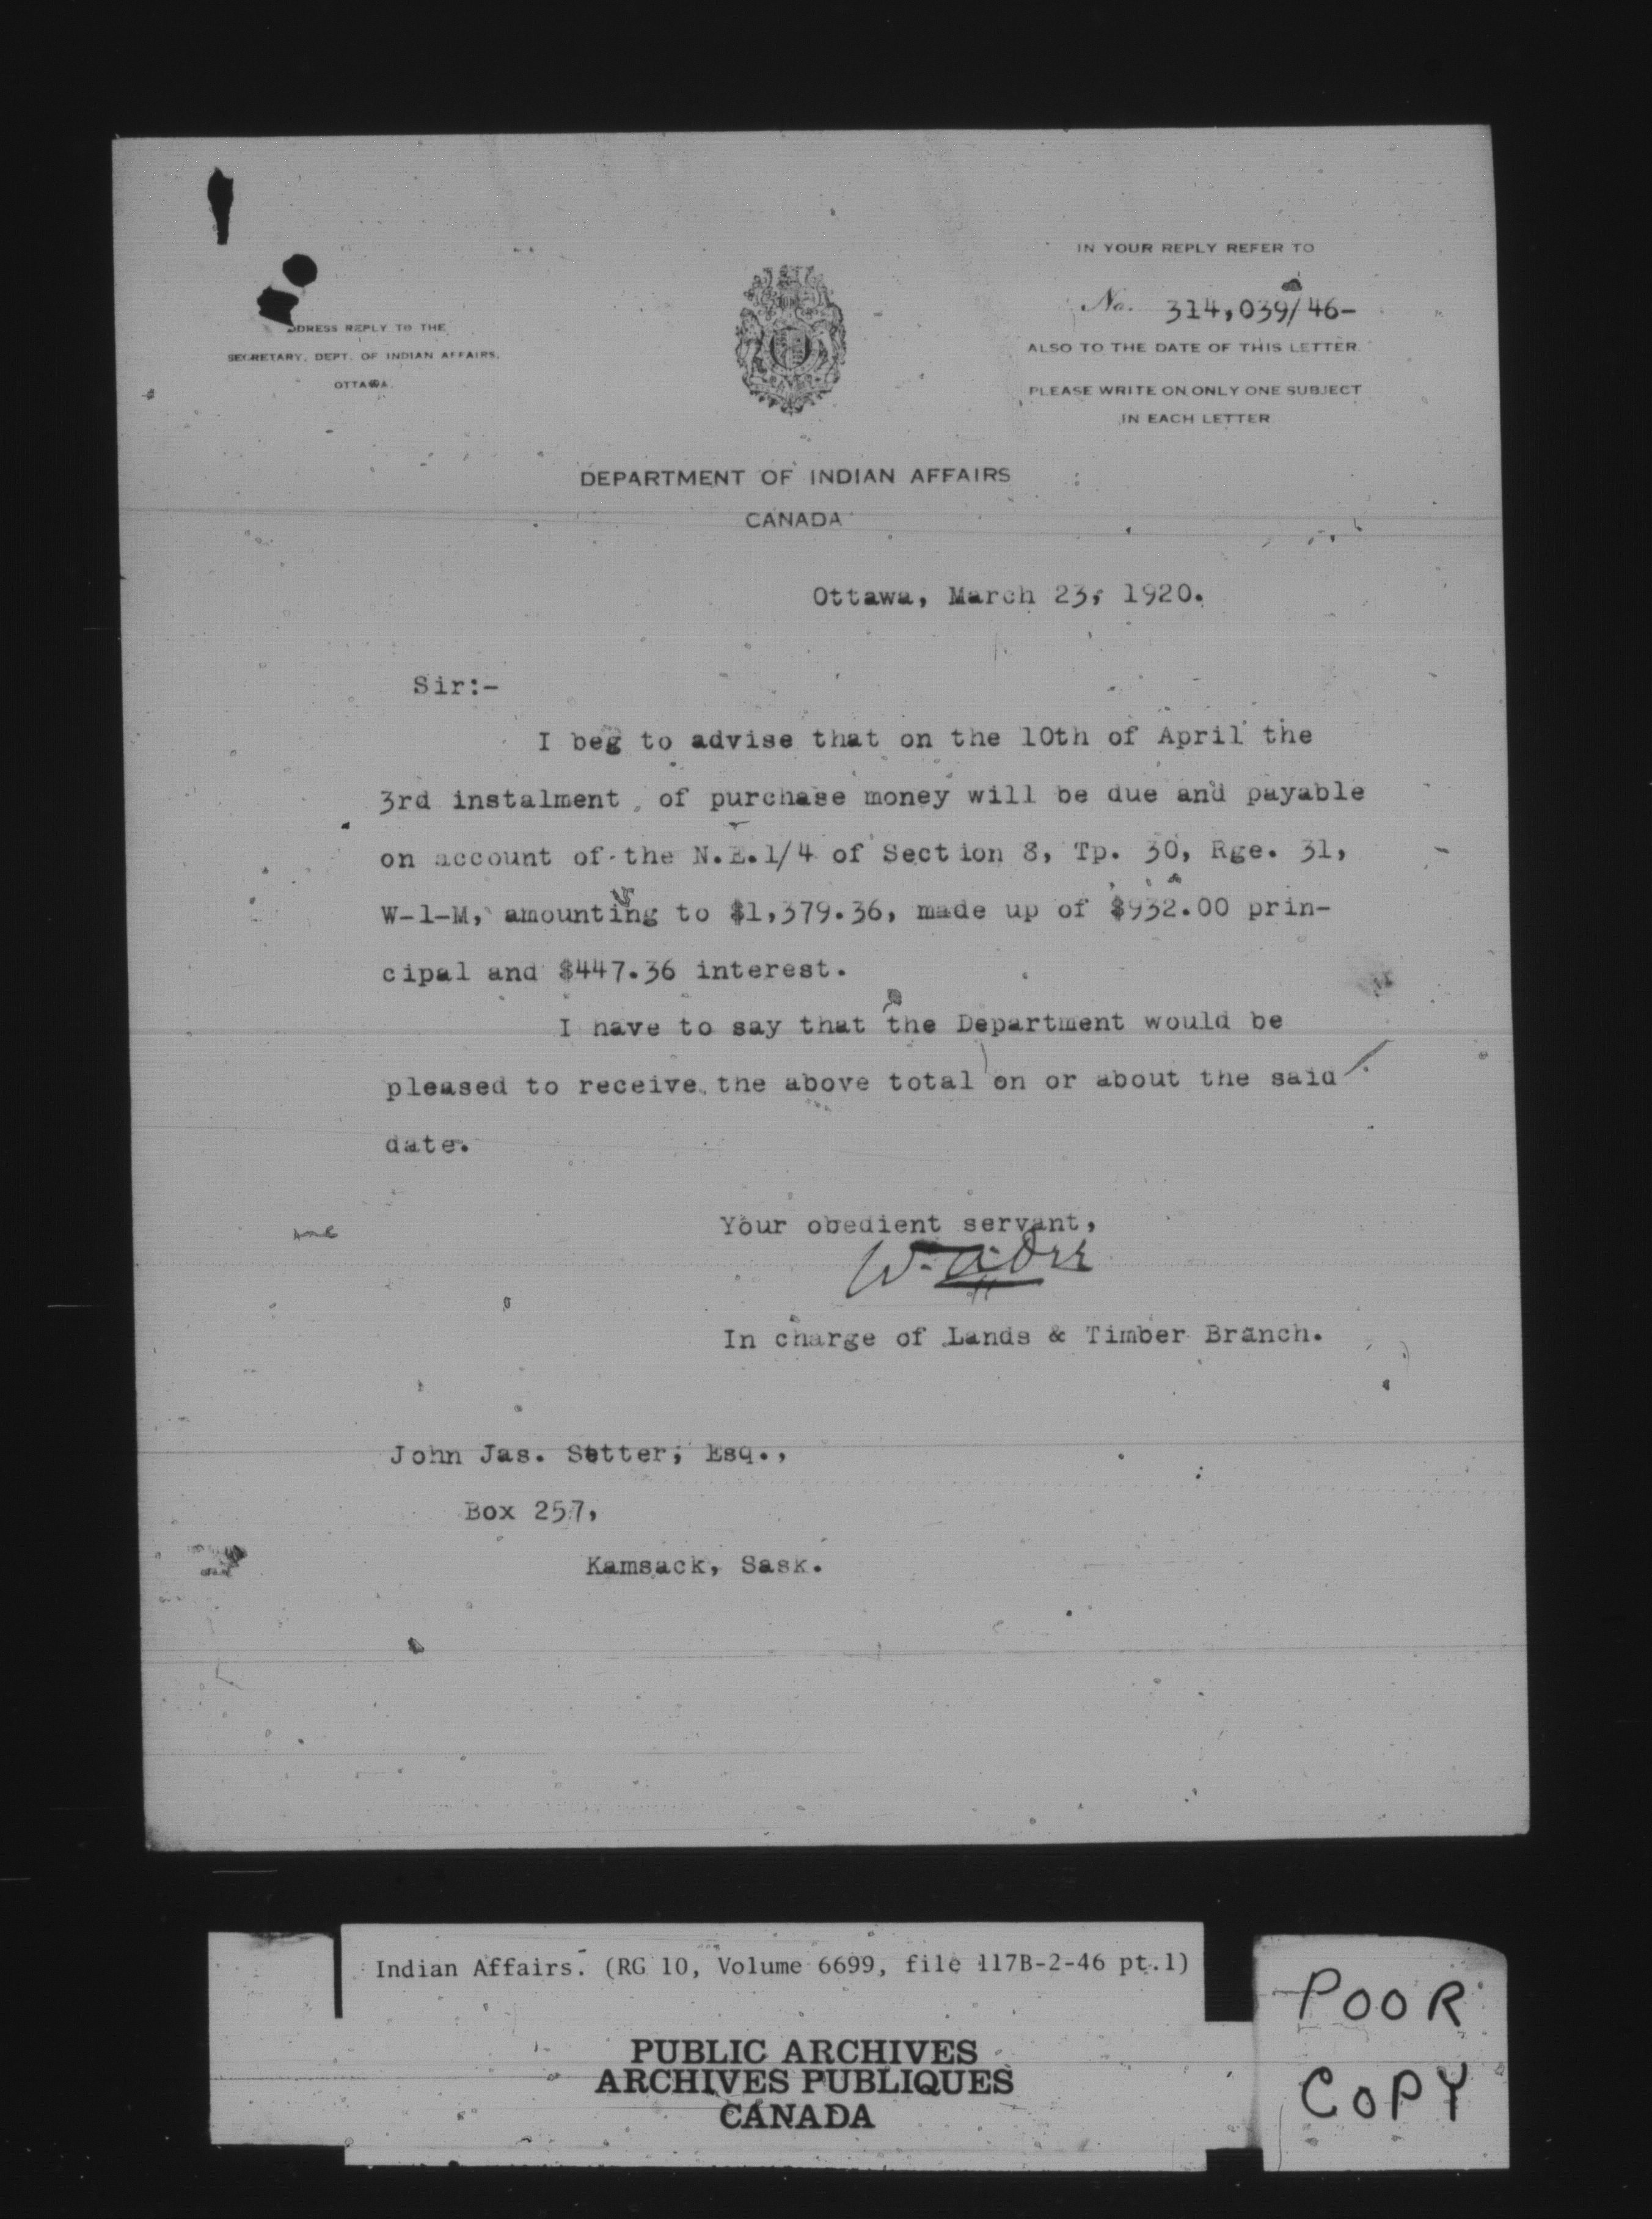 IN YOUR REPLY REFER TO
No. 314,039/46-
ALSO TO THE DATE OF THIS LETTER
PLEASE WRITE ON ONLY ONE SUBJECT
IN EACH LETTER
DDRESS REPLY TO THE
SECRETARY, DEPT. OF INDIAN AFFAIRS,
OTTAWA.
DEPARTMENT OF INDIAN AFFAIRS
CANADA
Ottawa, March 23, 1920.
Sir:-
I beg to advise that on the 10th of April the
3rd instalment of purchase money will be due and payable
on account of the N.E.1/4 of Section 8, Tp. 30, Rge. 31,
W-1-M, amounting to $1,379.36, made up of $932.00 prin-
cipal and $447.36 interest.
I have to say that the Department would be
pleased to receive the above total on or about the said
date.
Your obedient servant,
W. A. Orr
In charge of Lands & Timber Branch.
John Jas. Setter, Esq.,
Box 257,
Kamsack, Sask.
Indian Affairs. (RG 10, Volume 6699, file 117B-2-46 pt.1)
PUBLIC ARCHIVES
ARCHIVES PUBLIQUES
CANADA
POOR
COPY